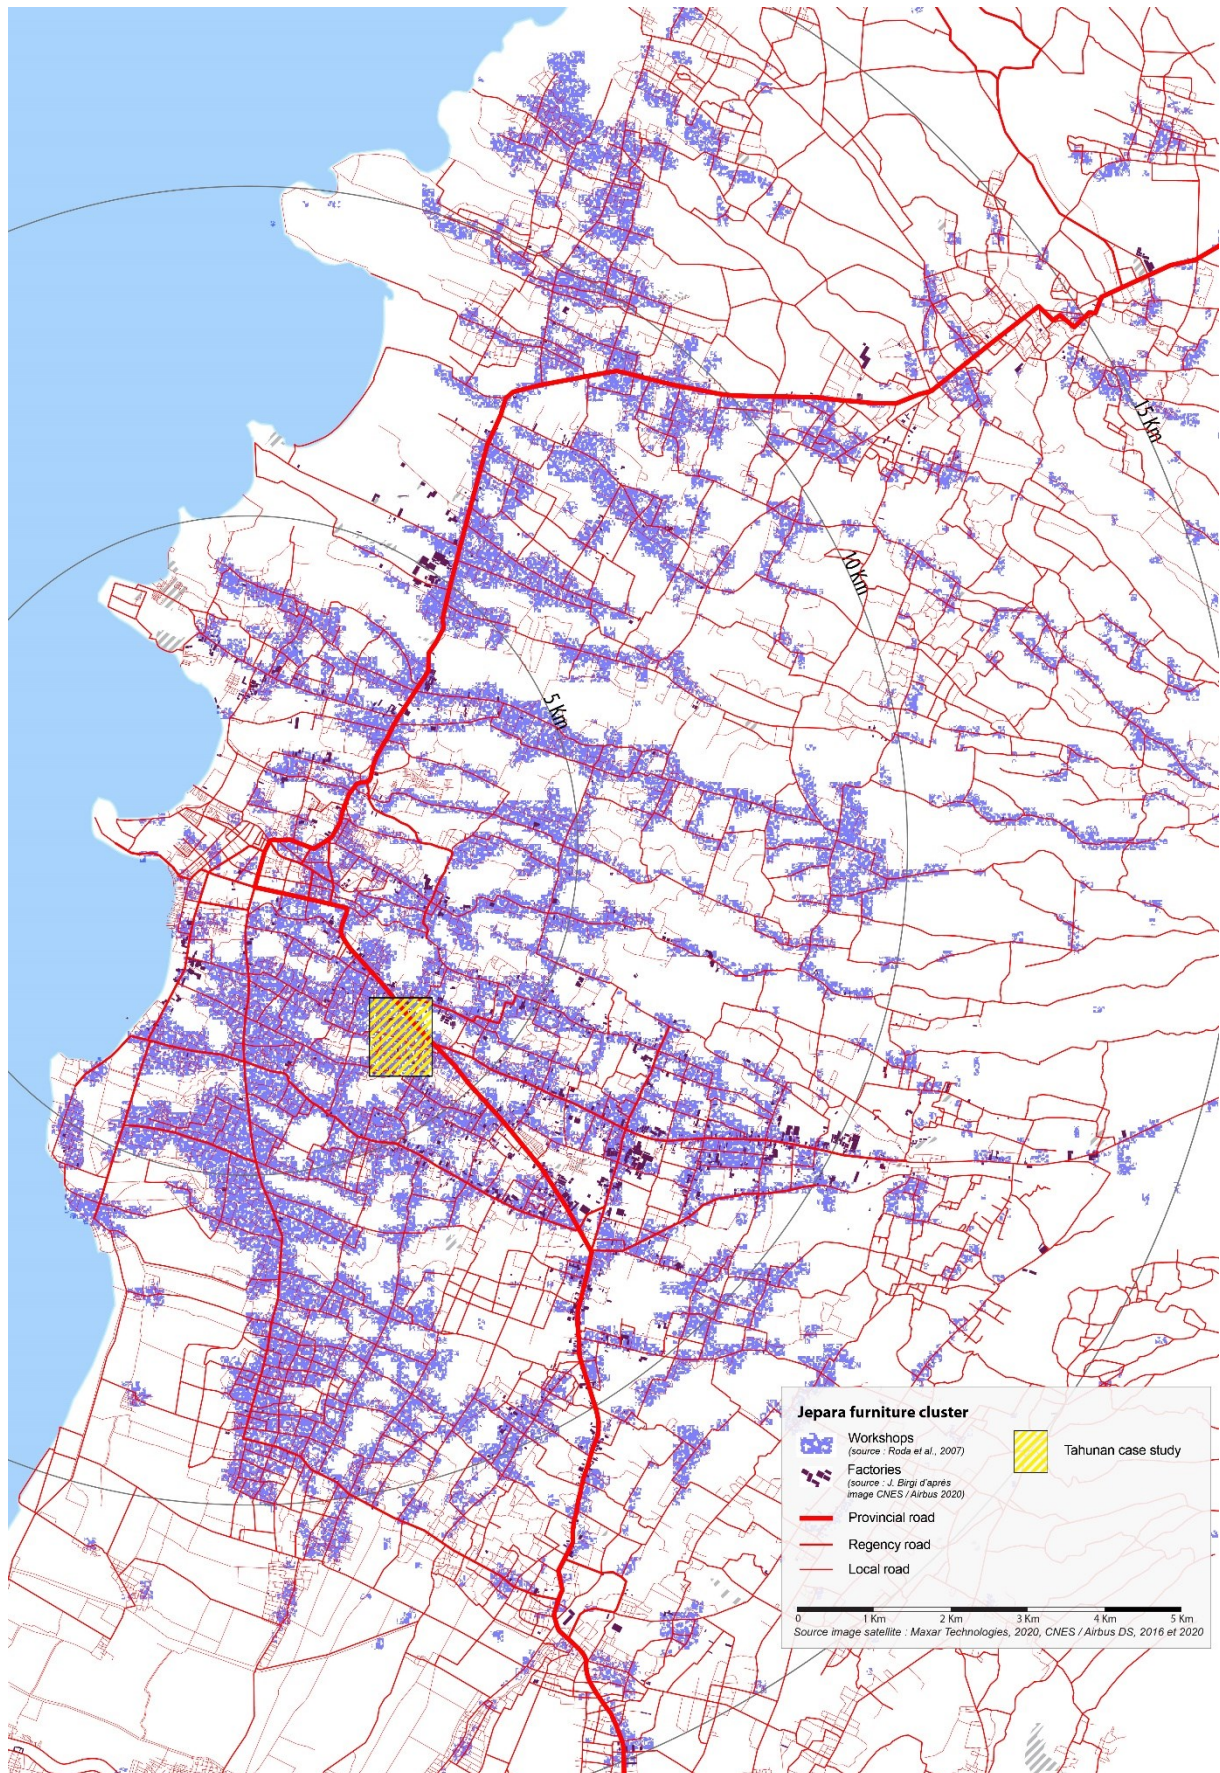 15 Km
10 Km
5 Km
Jepara furniture cluster
Workshops
(source : Roda et al., 2007)
Factories
(source : J. Birgi d'après
image CNES / Airbus 2020)
Tahunan case study
Provincial road
Regency road
Local road
0 1 Km 2 Km 3 Km 4 Km 5 Km
Source image satellite : Maxar Technologies, 2020, CNES / Airbus DS, 2016 et 2020